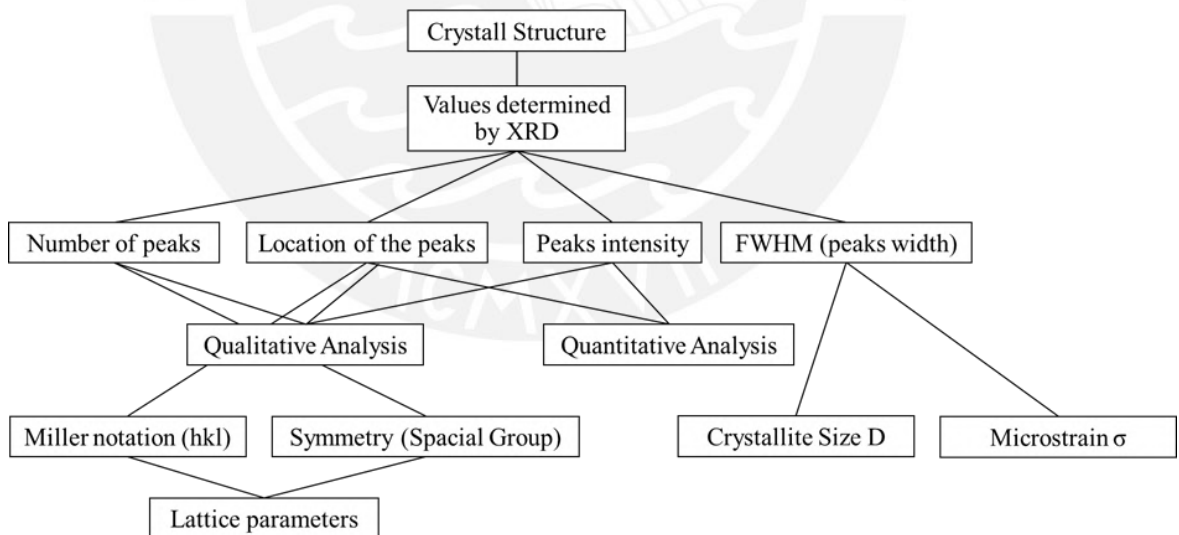 Crystall Structure
Values determined
by XRD
Number of peaks
Location of the peaks
Peaks intensity
FWHM (peaks width)
MCMXVII
Qualitative Analysis
Quantitative Analysis
Miller notation (hkl)
Symmetry (Spacial Group)
Crystallite Size D
Microstrain σ
Lattice parameters